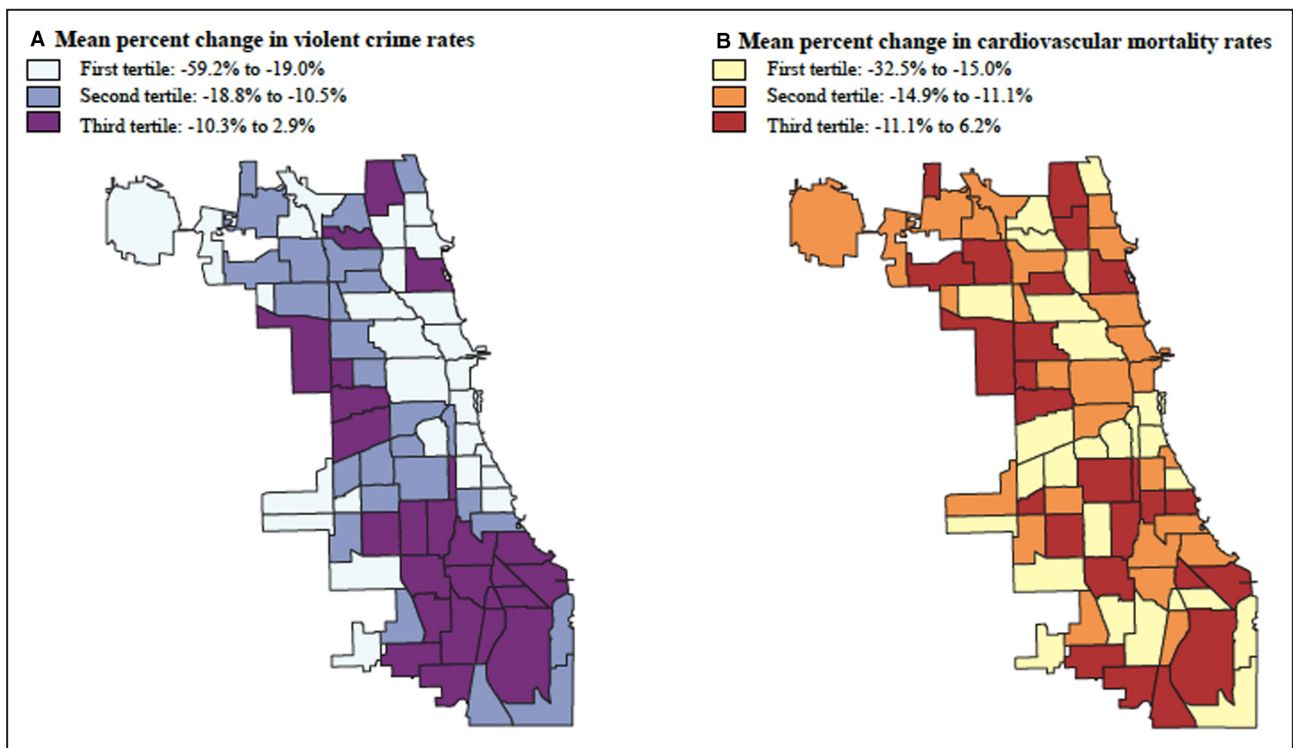 A Mean percent change in violent crime rates
First tertile: -59.2% to -19.0%
Second tertile: -18.8% to -10.5%
Third tertile: -10.3% to 2.9%
B Mean percent change in cardiovascular mortality rates
First tertile: -32.5% to -15.0%
Second tertile: -14.9% to -11.1%
Third tertile: -11.1% to 6.2%